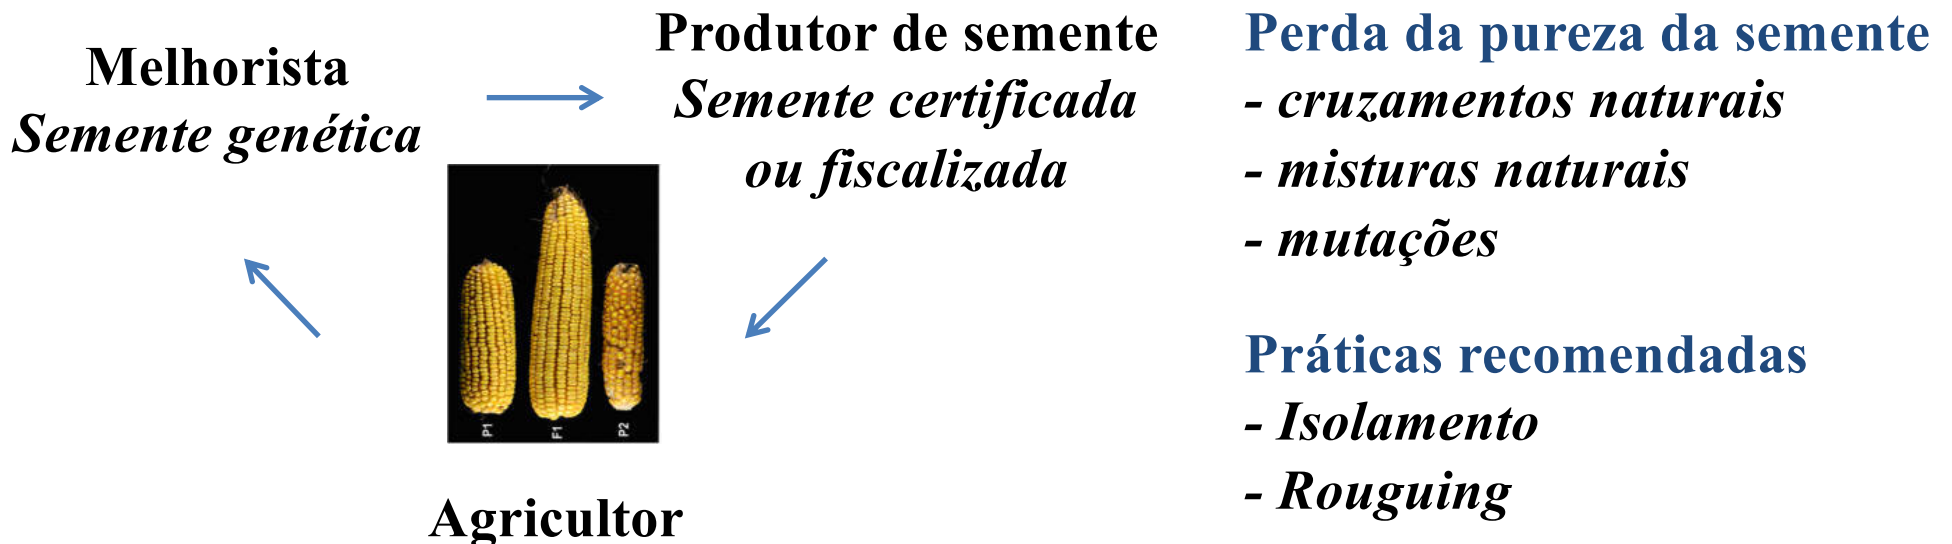 Melhorista
Semente genética
Produtor de semente
Semente certificada
ou fiscalizada
P1
F1
P2
Agricultor
Perda da pureza da semente
- cruzamentos naturais
- misturas naturais
- mutações
Práticas recomendadas
- Isolamento
- Rouguing